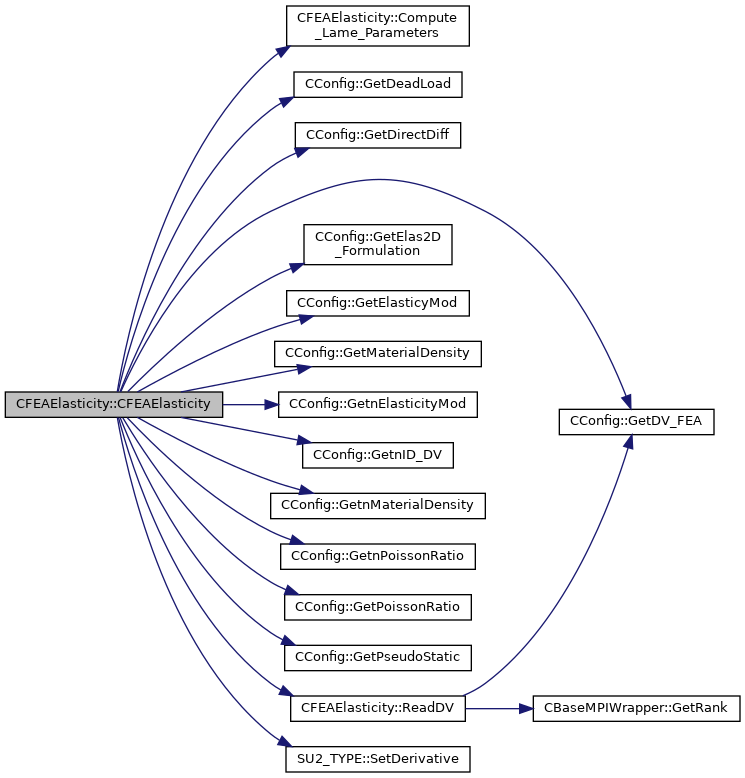 CFEAElasticity::Compute
_Lame_Parameters
CConfig::GetDeadLoad
CConfig::GetDirectDiff
CConfig::GetElas2D
_Formulation
CConfig::GetElasticyMod
CConfig::GetMaterialDensity
CFEAElasticity::CFEAElasticity
CConfig::GetnElasticityMod
CConfig::GetDV_FEA
CConfig::GetnID_DV
CConfig::GetnMaterialDensity
CConfig::GetnPoissonRatio
CConfig::GetPoissonRatio
CConfig::GetPseudoStatic
CFEAElasticity::ReadDV
CBaseMPIWrapper::GetRank
SU2_TYPE::SetDerivative